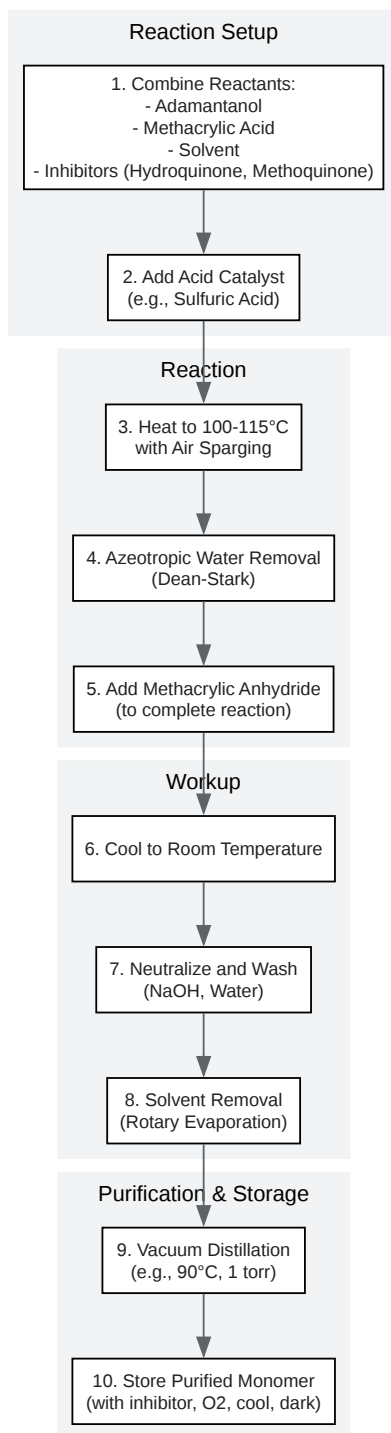 Reaction Setup
1. Combine Reactants:
- Adamantanol
- Methacrylic Acid
- Solvent
- Inhibitors (Hydroquinone, Methoquinone)
2. Add Acid Catalyst
(e.g., Sulfuric Acid)
Reaction
3. Heat to 100-115°C
with Air Sparging
4. Azeotropic Water Removal
(Dean-Stark)
5. Add Methacrylic Anhydride
(to complete reaction)
Workup
6. Cool to Room Temperature
7. Neutralize and Wash
(NaOH, Water)
8. Solvent Removal
(Rotary Evaporation)
Purification & Storage
9. Vacuum Distillation
(e.g., 90°C, 1 torr)
10. Store Purified Monomer
(with inhibitor, O2, cool, dark)